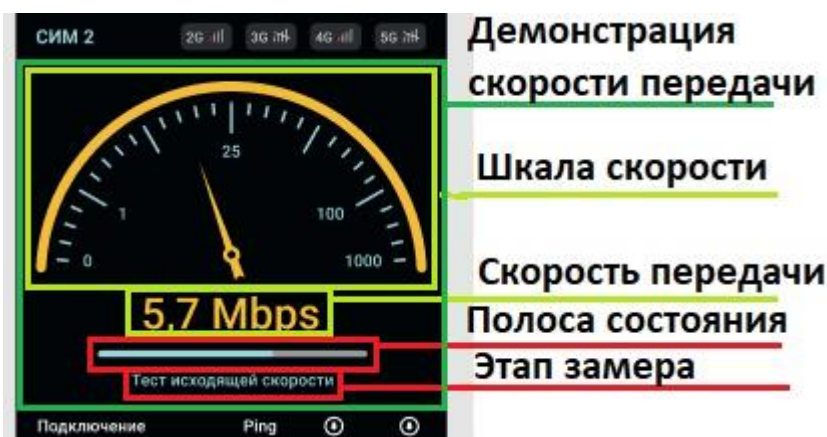 СИМ 2
2G 3G 4G 5G
Демонстрация
скорости передачи
25
Шкала скорости
1
100
0
1000
Скорость передачи
5,7 Mbps
Полоса состояния
Этап замера
Тест исходящей скорости
Подключение Ping